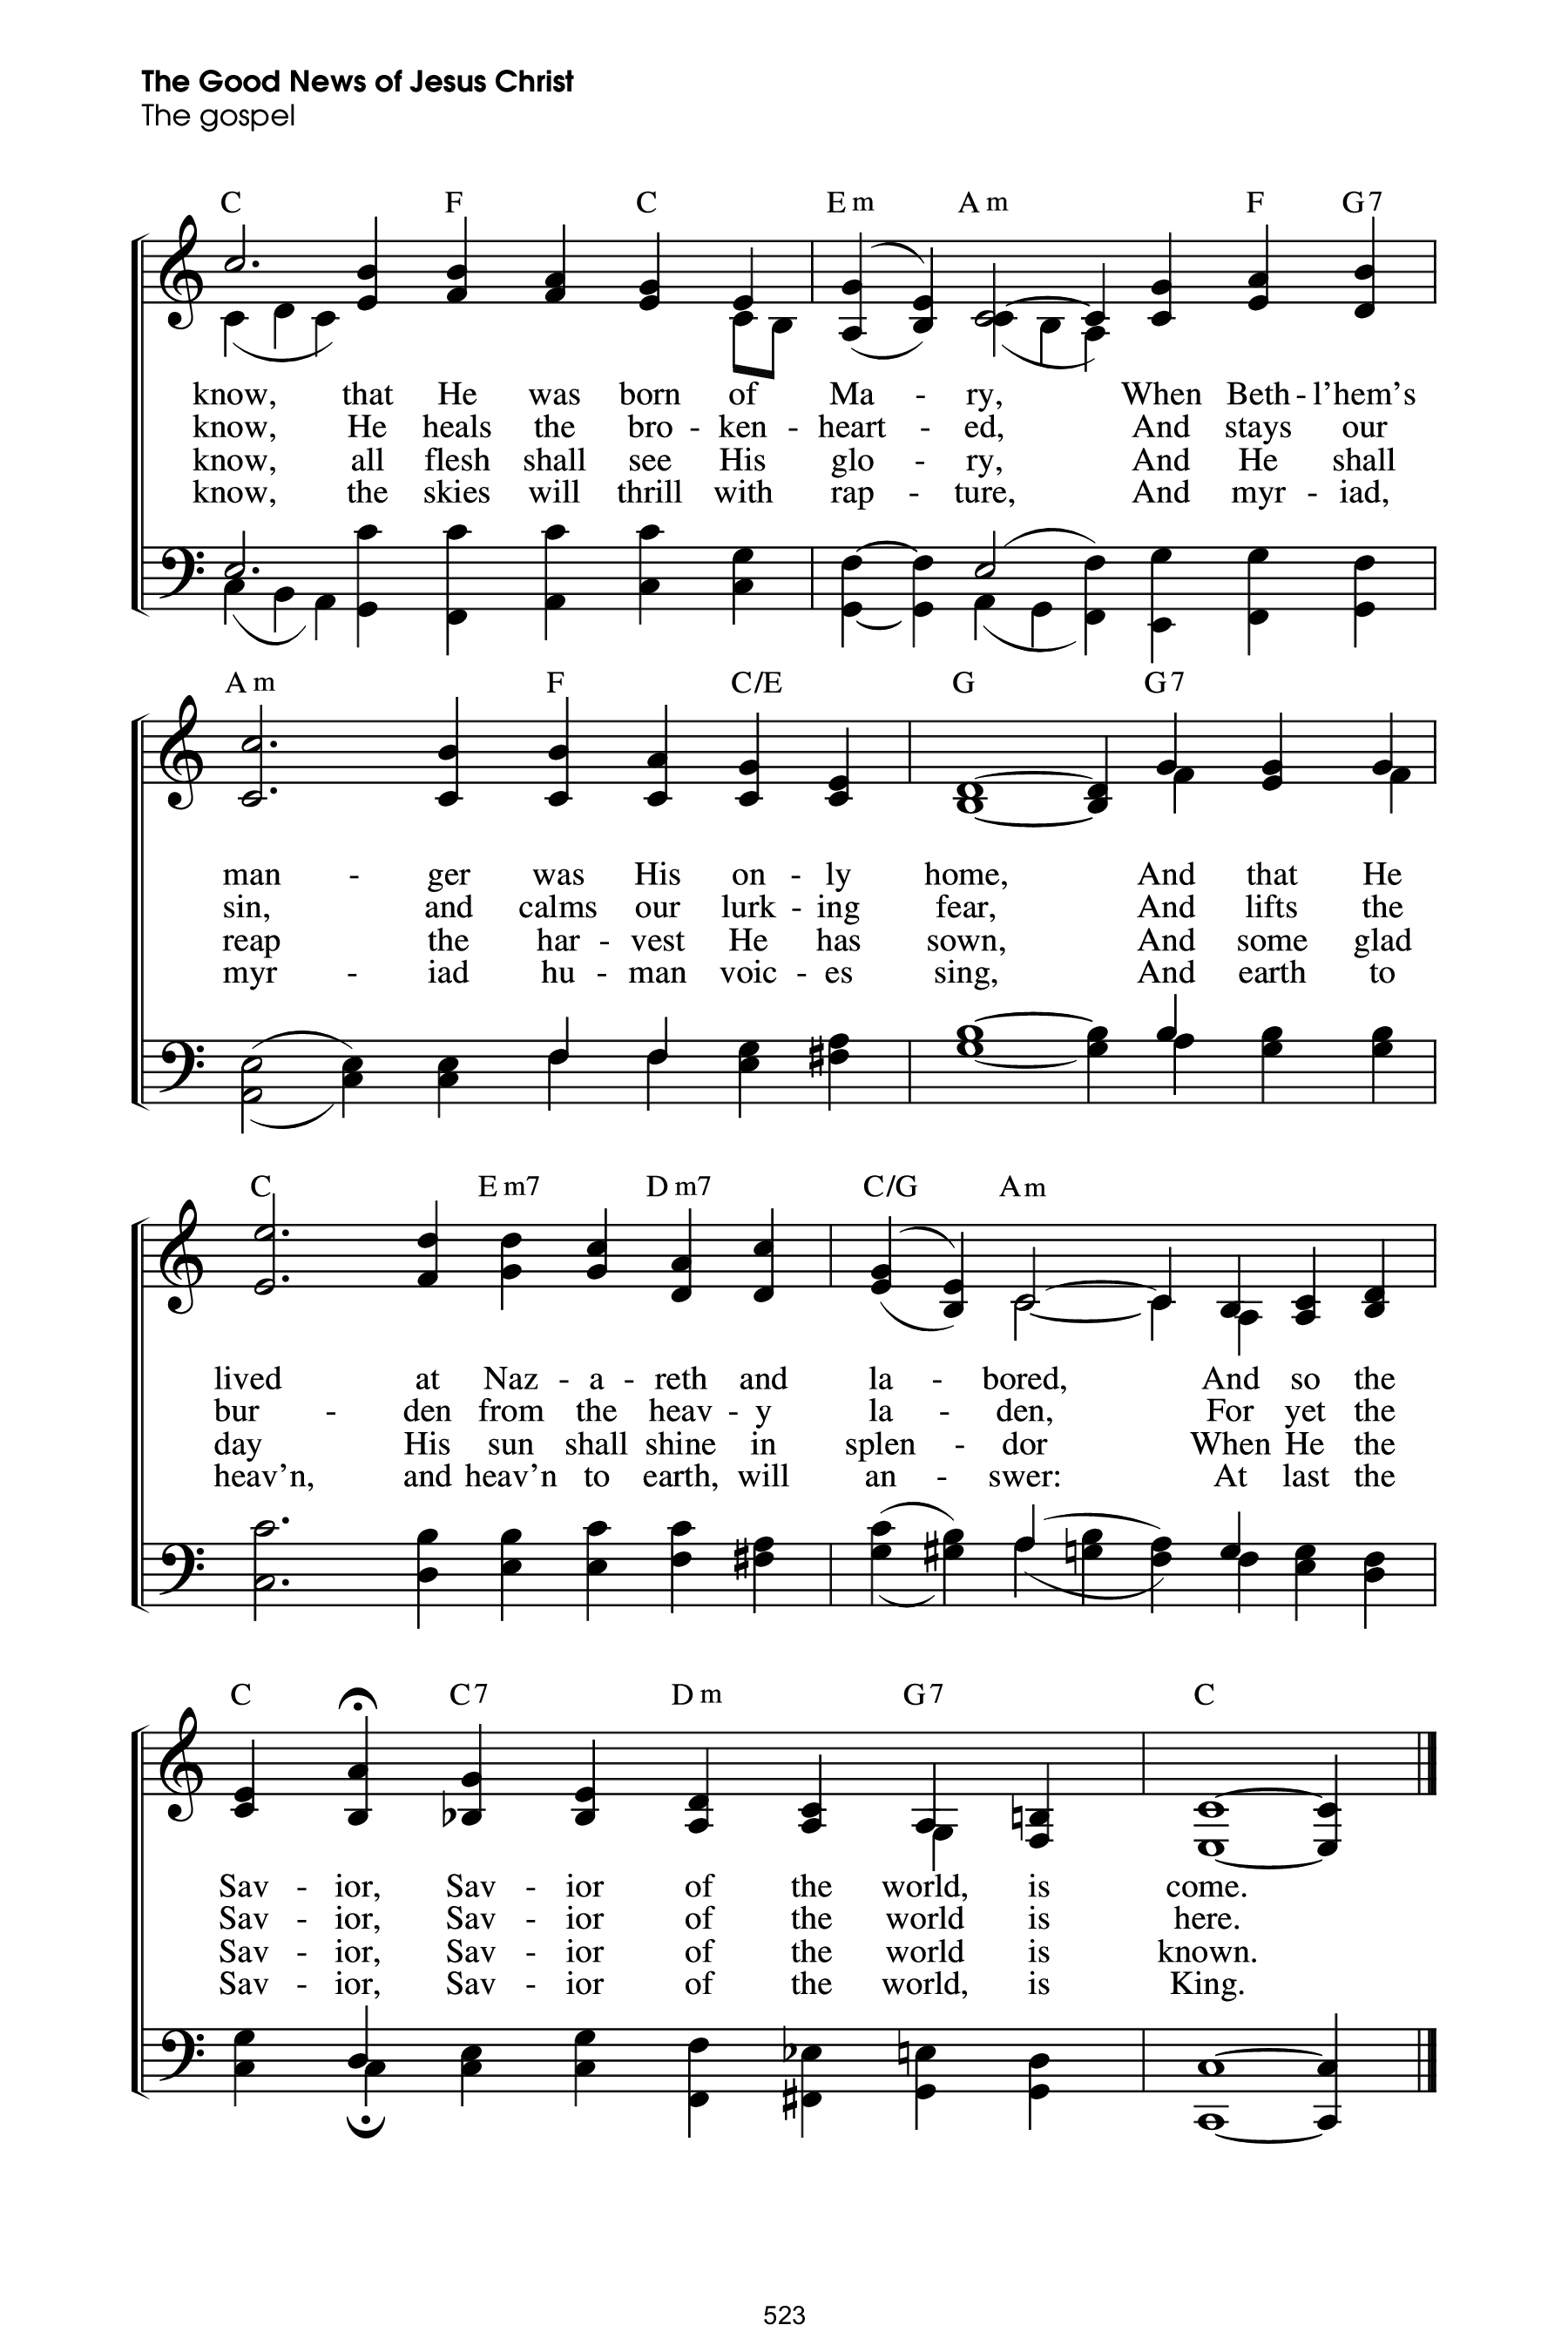 The Good News of Jesus Christ
The gospel
C F C Em Am F G7
know, that He was born of Ma - ry, When Beth - l’hem’s
know, He heals the bro - ken - heart - ed, And stays our
know, all flesh shall see His glo - ry, And He shall
know, the skies will thrill with rap - ture, And myr - iad,
Am F C/E G G7
man - ger was His on - ly home, And that He
sin, and calms our lurk - ing fear, And lifts the
reap the har - vest He has sown, And some glad
myr - iad hu - man voic - es sing, And earth to
C Em7 Dm7 C/G Am
lived at Naz - a - reth and la - bored, And so the
bur - den from the heav - y la - den, For yet the
day His sun shall shine in splen - dor When He the
heav’n, and heav’n to earth, will an - swer: At last the
C C7 Dm G7 C
Sav - ior, Sav - ior of the world, is come.
Sav - ior, Sav - ior of the world is here.
Sav - ior, Sav - ior of the world is known.
Sav - ior, Sav - ior of the world, is King.
523